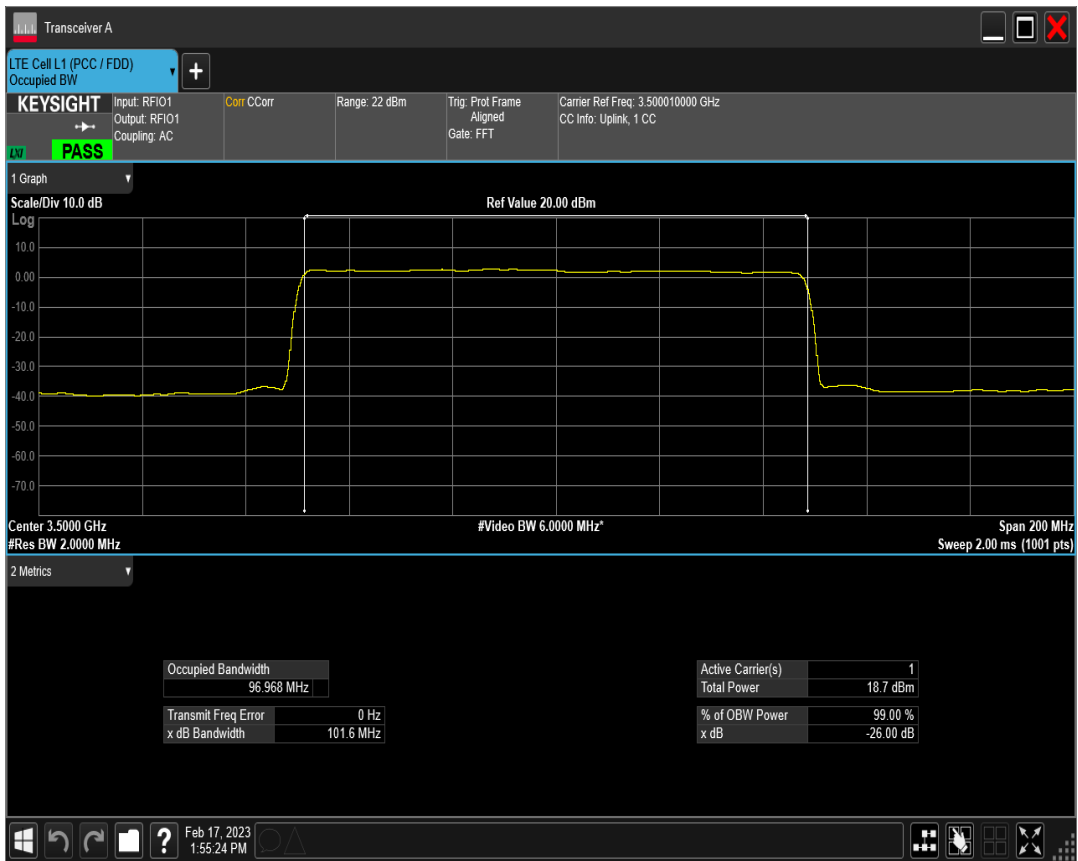 Transceiver A
LTE Cell L1 (PCC / FDD)
Occupied BW
+
KEYSIGHT
LXI
PASS
Input: RFIO1
Output: RFIO1
Coupling: AC
Corr CCorr
Range: 22 dBm
Trig: Prot Frame
Aligned
Gate: FFT
Carrier Ref Freq: 3.500010000 GHz
CC Info: Uplink, 1 CC
1 Graph
Scale/Div 10.0 dB
Ref Value 20.00 dBm
Log
10.0
0.00
-10.0
-20.0
-30.0
-40.0
-50.0
-60.0
-70.0
Center 3.5000 GHz
#Video BW 6.0000 MHz*
Span 200 MHz
#Res BW 2.0000 MHz
Sweep 2.00 ms (1001 pts)
2 Metrics
Occupied Bandwidth
96.968 MHz
Transmit Freq Error 0 Hz
x dB Bandwidth 101.6 MHz
Active Carrier(s) 1
Total Power 18.7 dBm
% of OBW Power 99.00 %
x dB -26.00 dB
?
Feb 17, 2023
1:55:24 PM